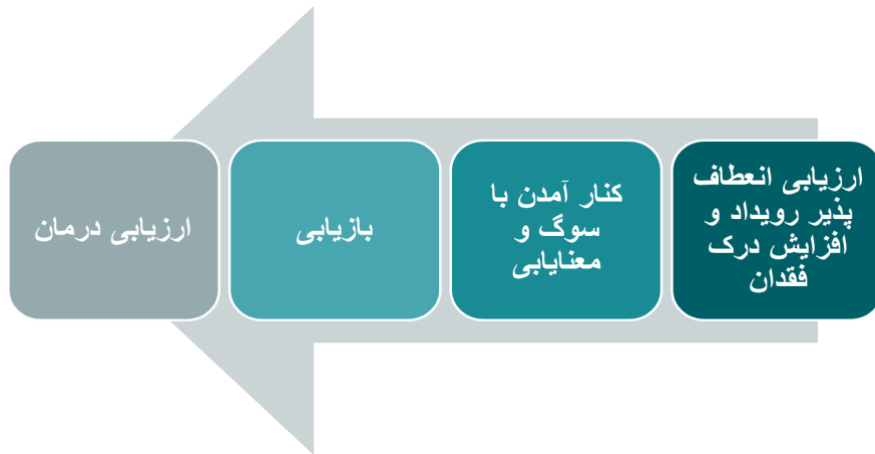 ارزیابی انعطاف
پذیر رویداد و
افزایش درک
فقدان
کنار آمدن با
سوگ و
معنایابی
بازیابی
ارزیابی درمان